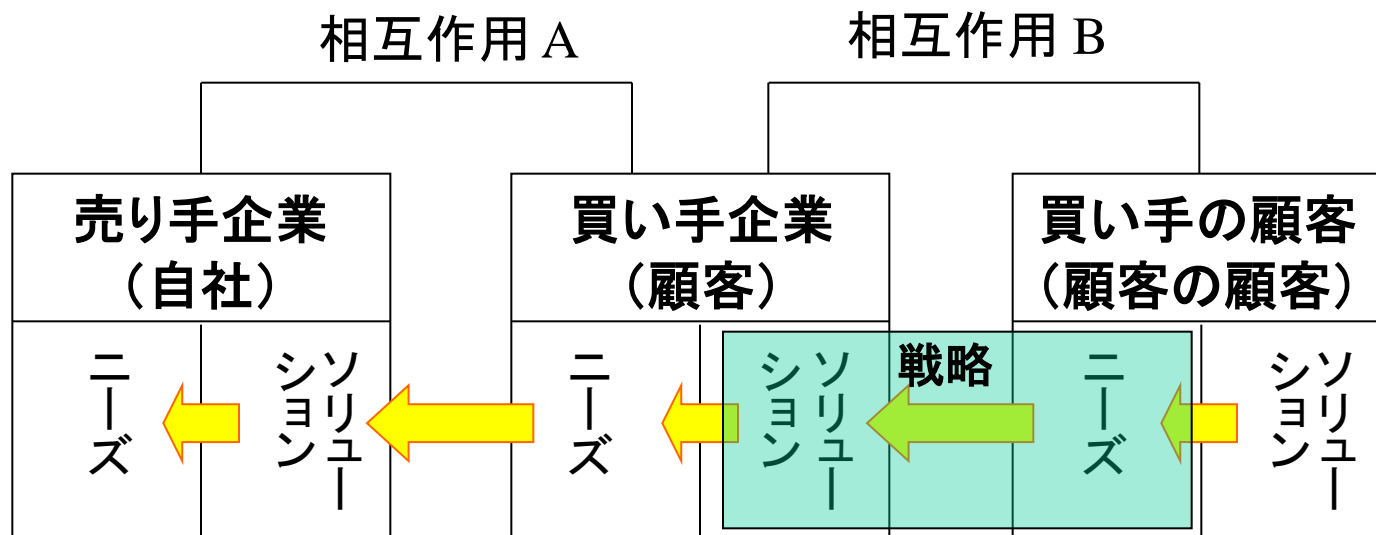 相互作用 A
相互作用 B
売り手企業
（自社）
買い手企業
（顧客）
買い手の顧客
（顧客の顧客）
ニーズ
ソリュー
ション
ニーズ
ソリュー
ション
戦略
ニーズ
ソリュー
ション